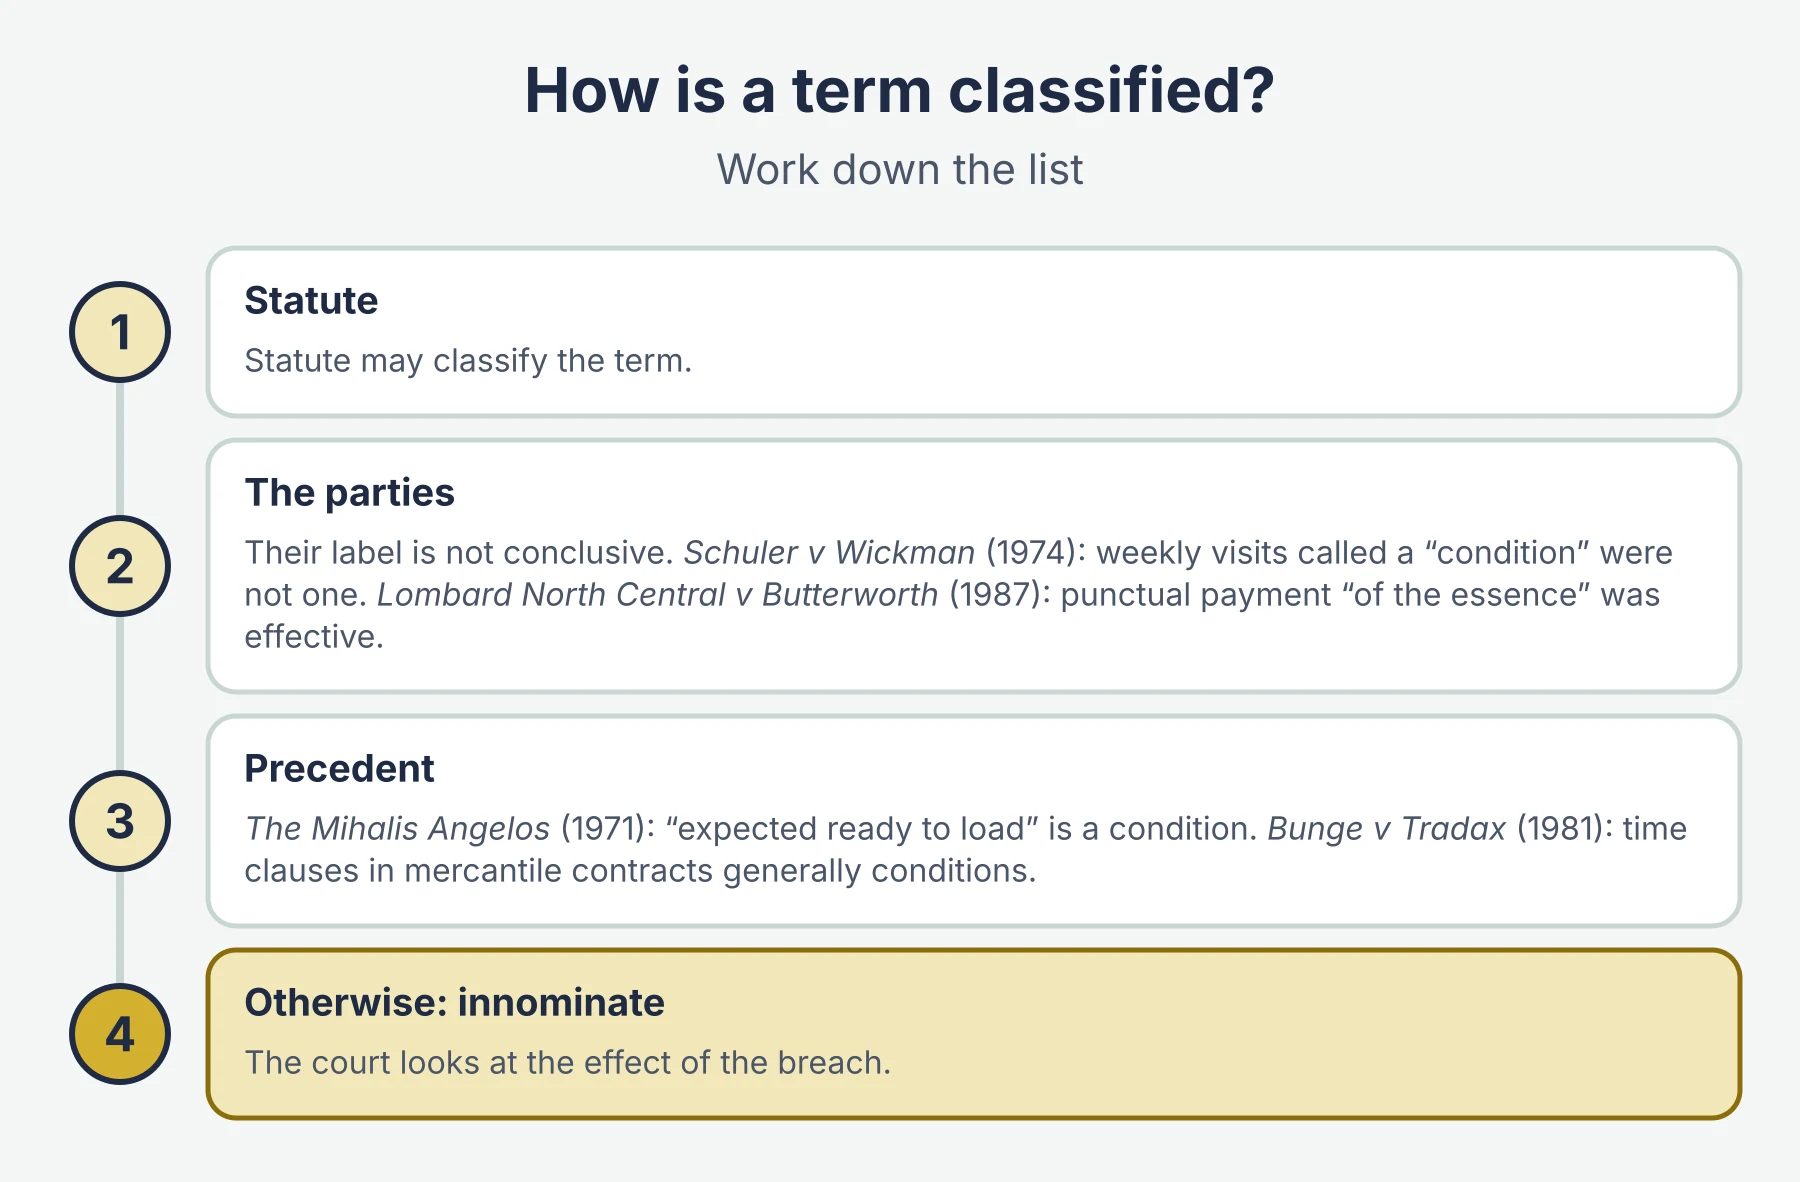 How is a term classified?
Work down the list
1
Statute
Statute may classify the term.
2
The parties
Their label is not conclusive. Schuler v Wickman (1974): weekly visits called a “condition” were
not one. Lombard North Central v Butterworth (1987): punctual payment “of the essence” was
effective.
3
Precedent
The Mihalis Angelos (1971): “expected ready to load” is a condition. Bunge v Tradax (1981): time
clauses in mercantile contracts generally conditions.
4
Otherwise: innominate
The court looks at the effect of the breach.